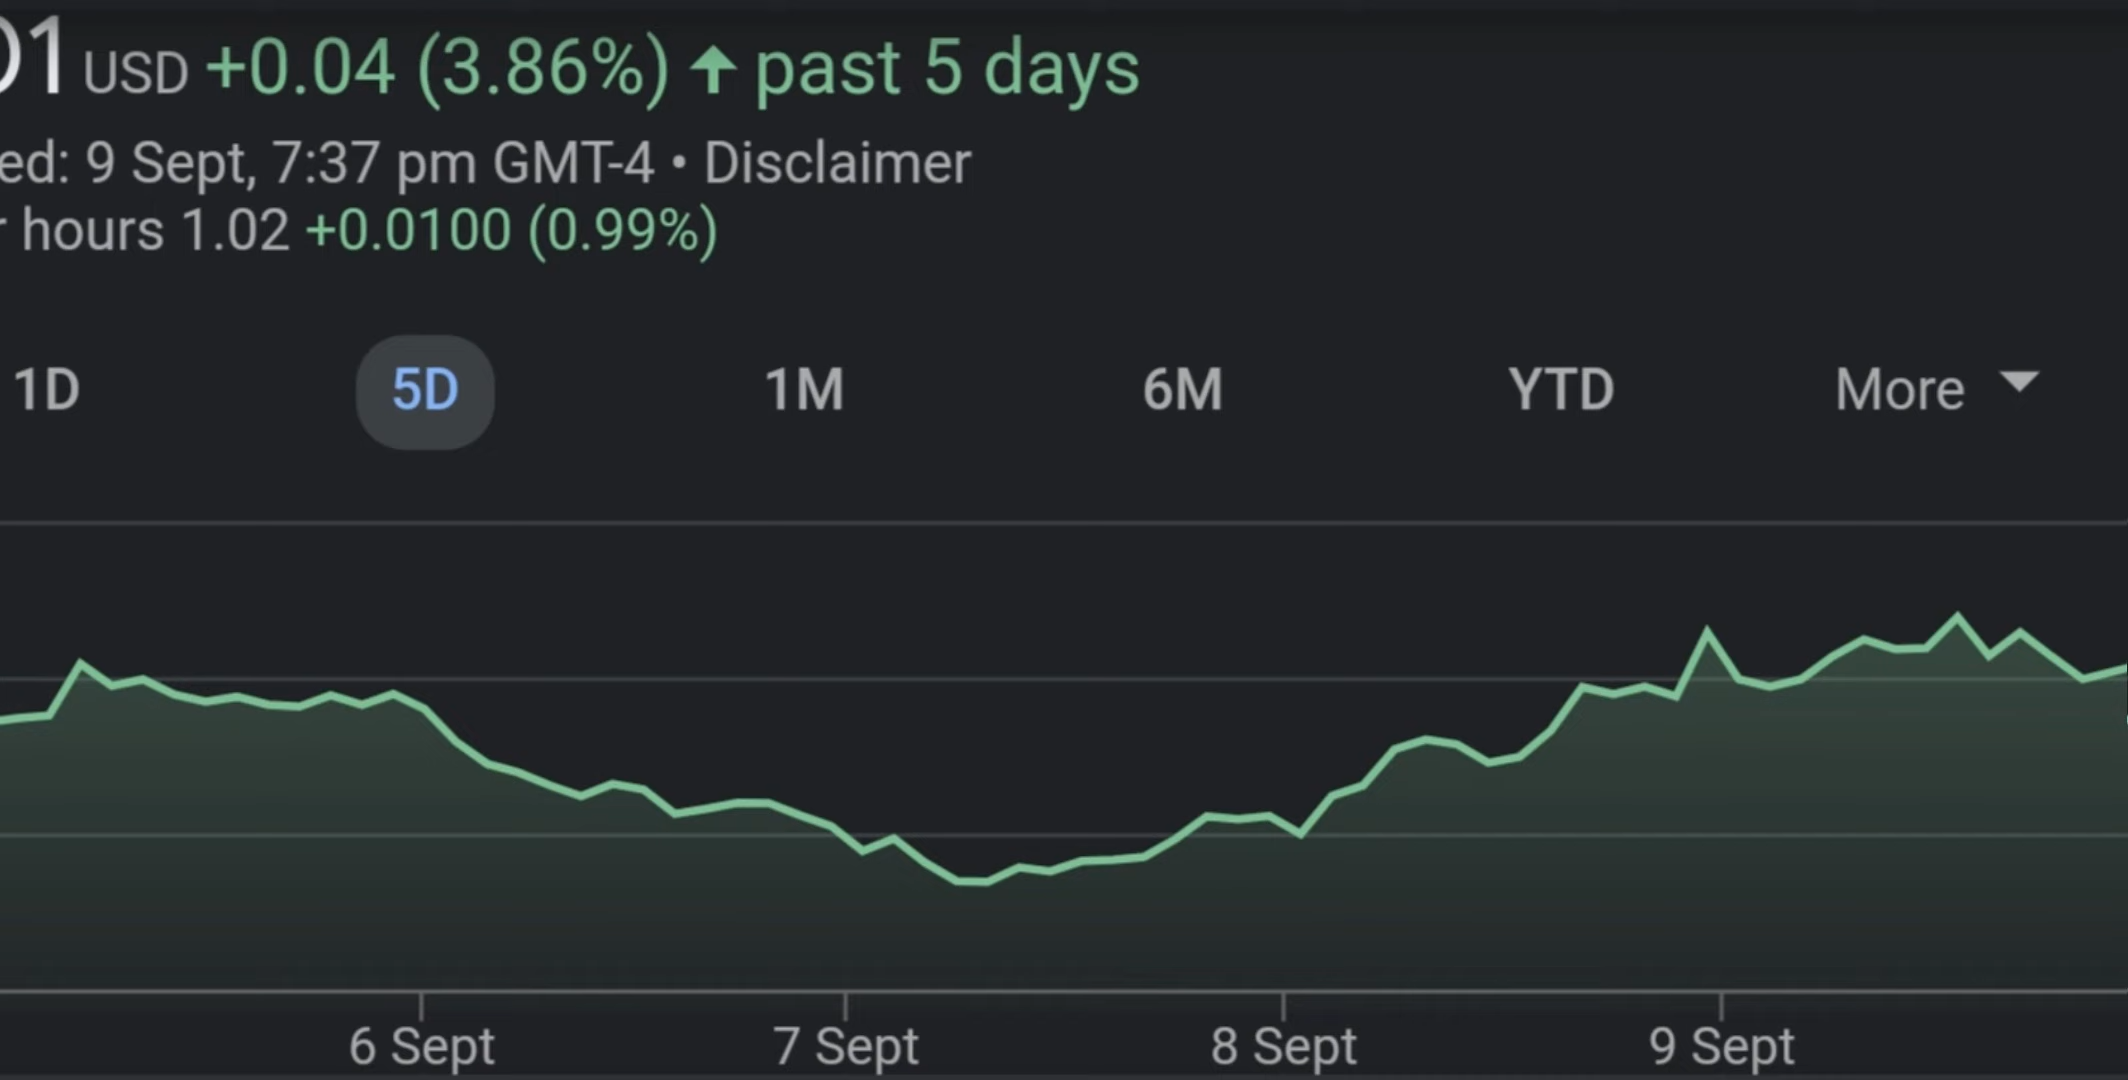 01 USD +0.04 (3.86%) ↑ past 5 days
ed: 9 Sept, 7:37 pm GMT-4 • Disclaimer
r hours 1.02 +0.0100 (0.99%)
1D 5D 1M 6M YTD More
6 Sept 7 Sept 8 Sept 9 Sept